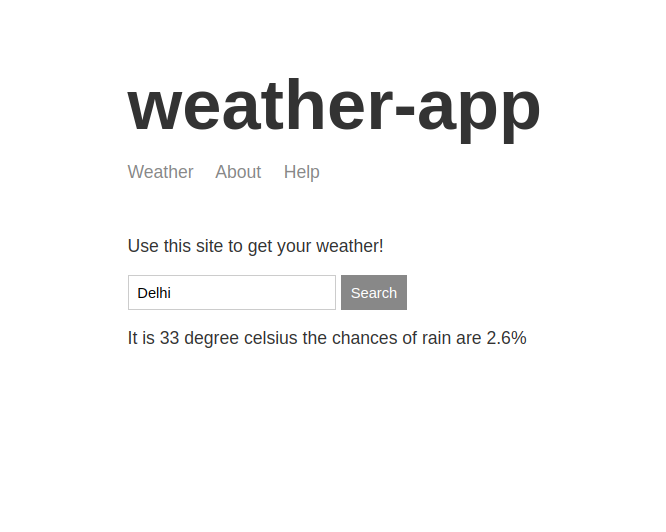 weather-app
Weather About Help
Use this site to get your weather!
Delhi Search
It is 33 degree celsius the chances of rain are 2.6%